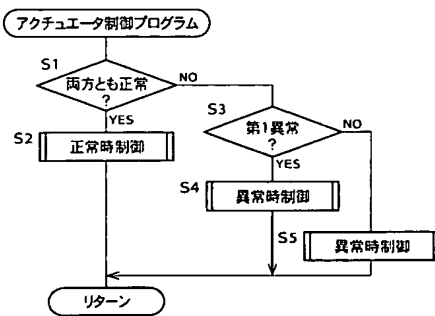 アクチュエータ制御プログラム
S1
両方とも正常
?
NO
YES
S2
正常時制御
S3
第1異常
?
NO
YES
S4
異常時制御
S5
異常時制御
リターン